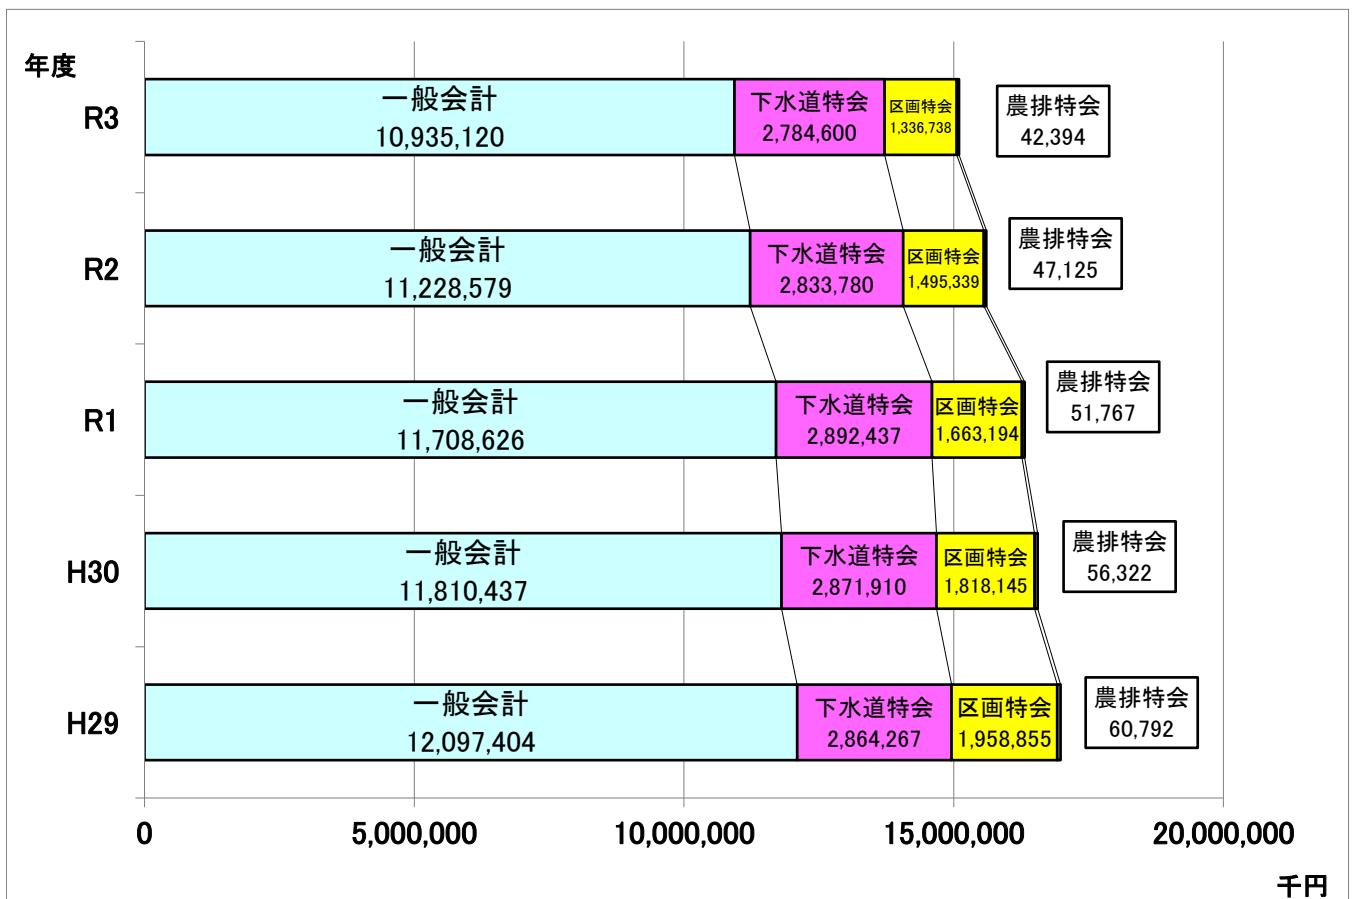 年度
R3
一般会計
10,935,120
下水道特会
2,784,600
区画特会
1,336,738
農排特会
42,394
R2
一般会計
11,228,579
下水道特会
2,833,780
区画特会
1,495,339
農排特会
47,125
R1
一般会計
11,708,626
下水道特会
2,892,437
区画特会
1,663,194
農排特会
51,767
H30
一般会計
11,810,437
下水道特会
2,871,910
区画特会
1,818,145
農排特会
56,322
H29
一般会計
12,097,404
下水道特会
2,864,267
区画特会
1,958,855
農排特会
60,792
0
5,000,000
10,000,000
15,000,000
20,000,000
千円